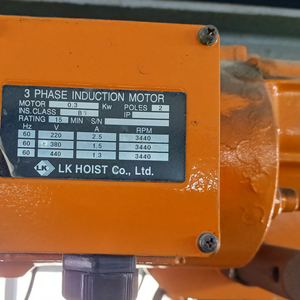 3 PHASE INDUCTION MOTOR
MOTOR 0.3 Kw POLES 2
INS.CLASS B IP
RATING 15 MIN S/N
Hz V A RPM
60 220 2.5 3440
60 380 1.5 3440
60 440 1.3 3440
LK LK HOIST Co., Ltd.